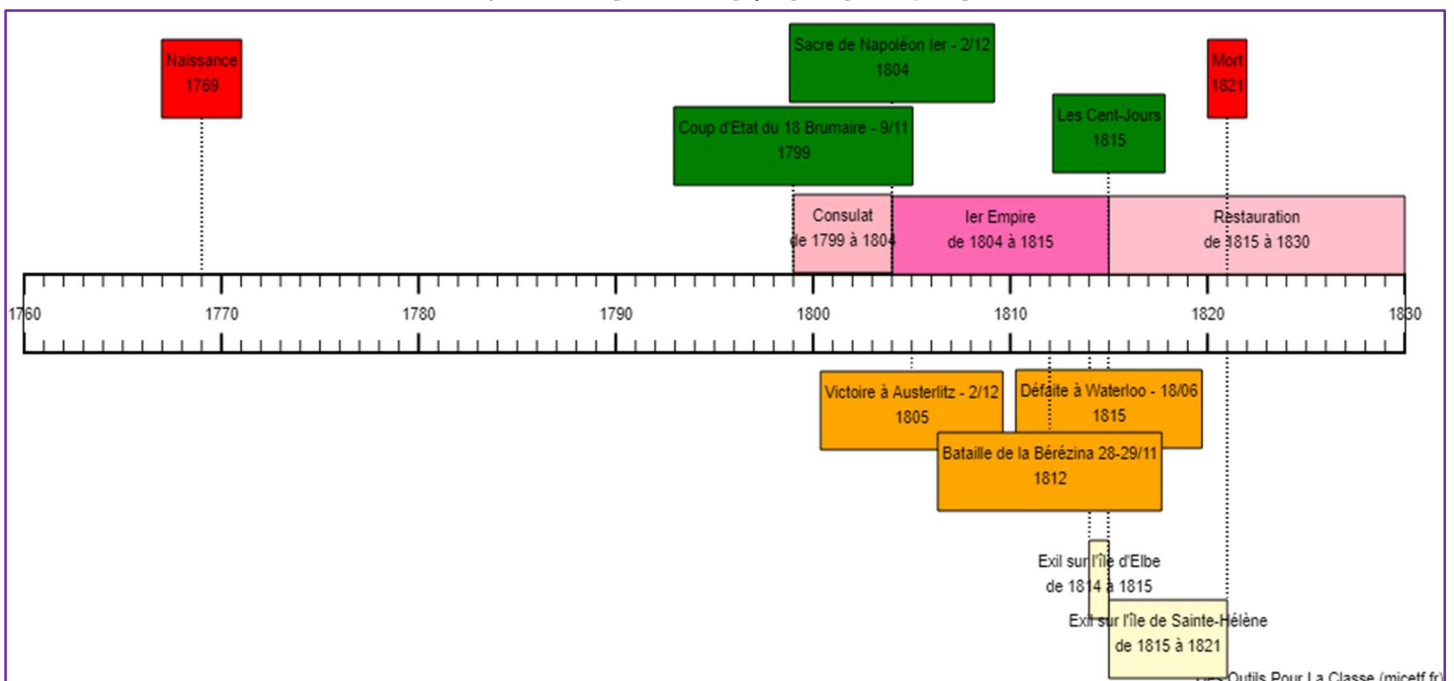 Sacre de Napoléon Ier - 2/12
1804
Naissance
1769
Mort
1821
Coup d'Etat du 18 Brumaire - 9/11
1799
Les Cent-Jours
1815
Consulat
de 1799 à 1804
Ier Empire
de 1804 à 1815
Restauration
de 1815 à 1830
1760 1770 1780 1790 1800 1810 1820 1830
Victoire à Austerlitz - 2/12
1805
Défaite à Waterloo - 18/06
1815
Bataille de la Bérézina 28-29/11
1812
Exil sur l'île d'Elbe
de 1814 à 1815
Exil sur l'île de Sainte-Hélène
de 1815 à 1821
Outils Pour La Classe (micetf.fr)